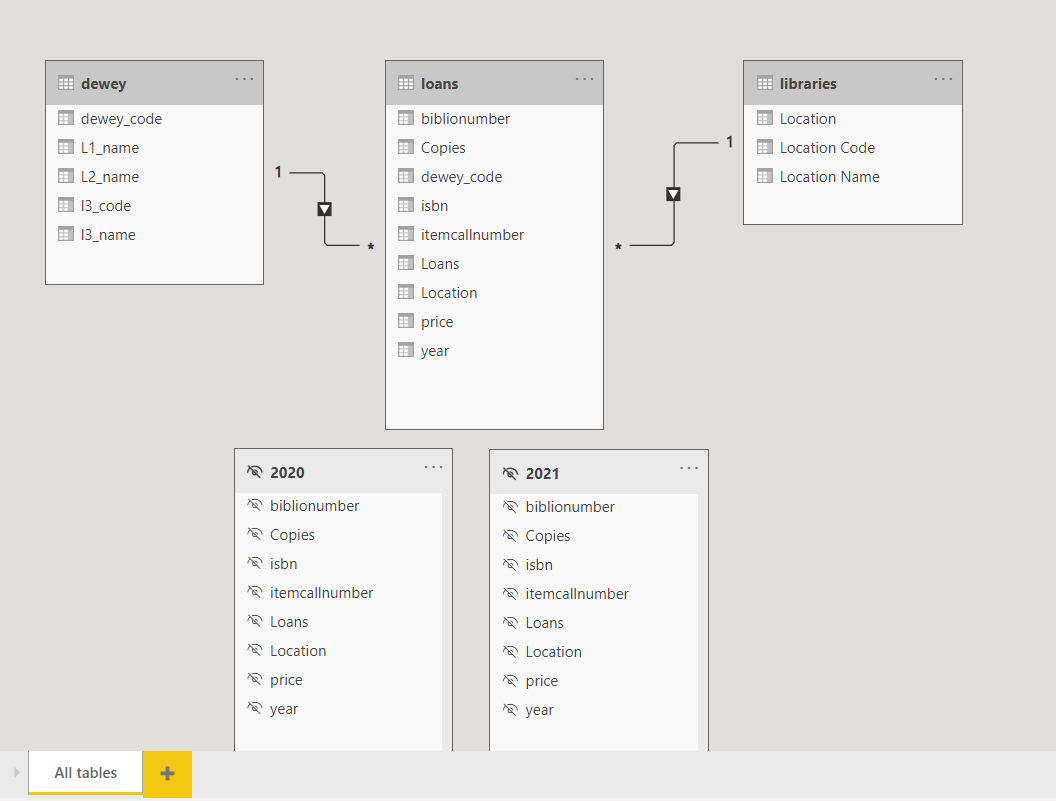 dewey
dewey_code
L1_name
L2_name
l3_code
l3_name
1
*
loans
biblionumber
Copies
dewey_code
isbn
itemcallnumber
Loans
Location
price
year
*
1
libraries
Location
Location Code
Location Name
2020
biblionumber
Copies
isbn
itemcallnumber
Loans
Location
price
year
2021
biblionumber
Copies
isbn
itemcallnumber
Loans
Location
price
year
All tables